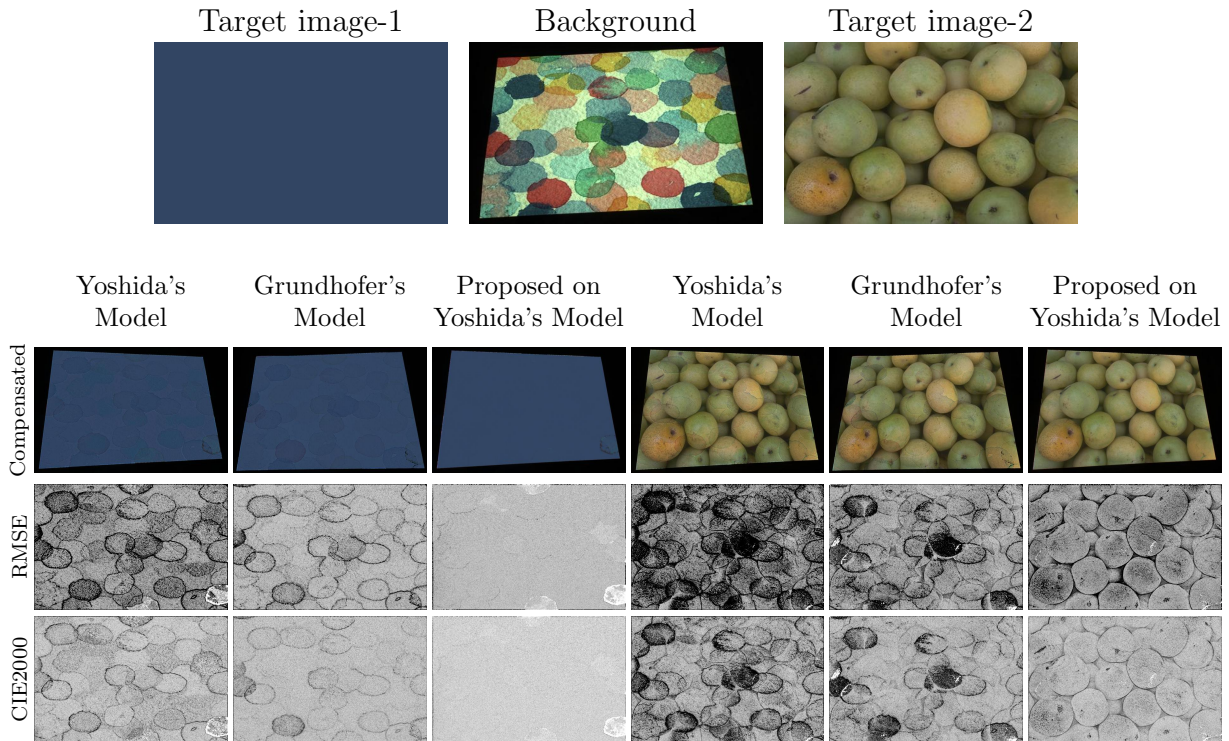 Target image-1
Background
Target image-2
Yoshida's
Model
Grundhofer's
Model
Proposed on
Yoshida's Model
Yoshida's
Model
Grundhofer's
Model
Proposed on
Yoshida's Model
Compensated
RMSE
CIE2000